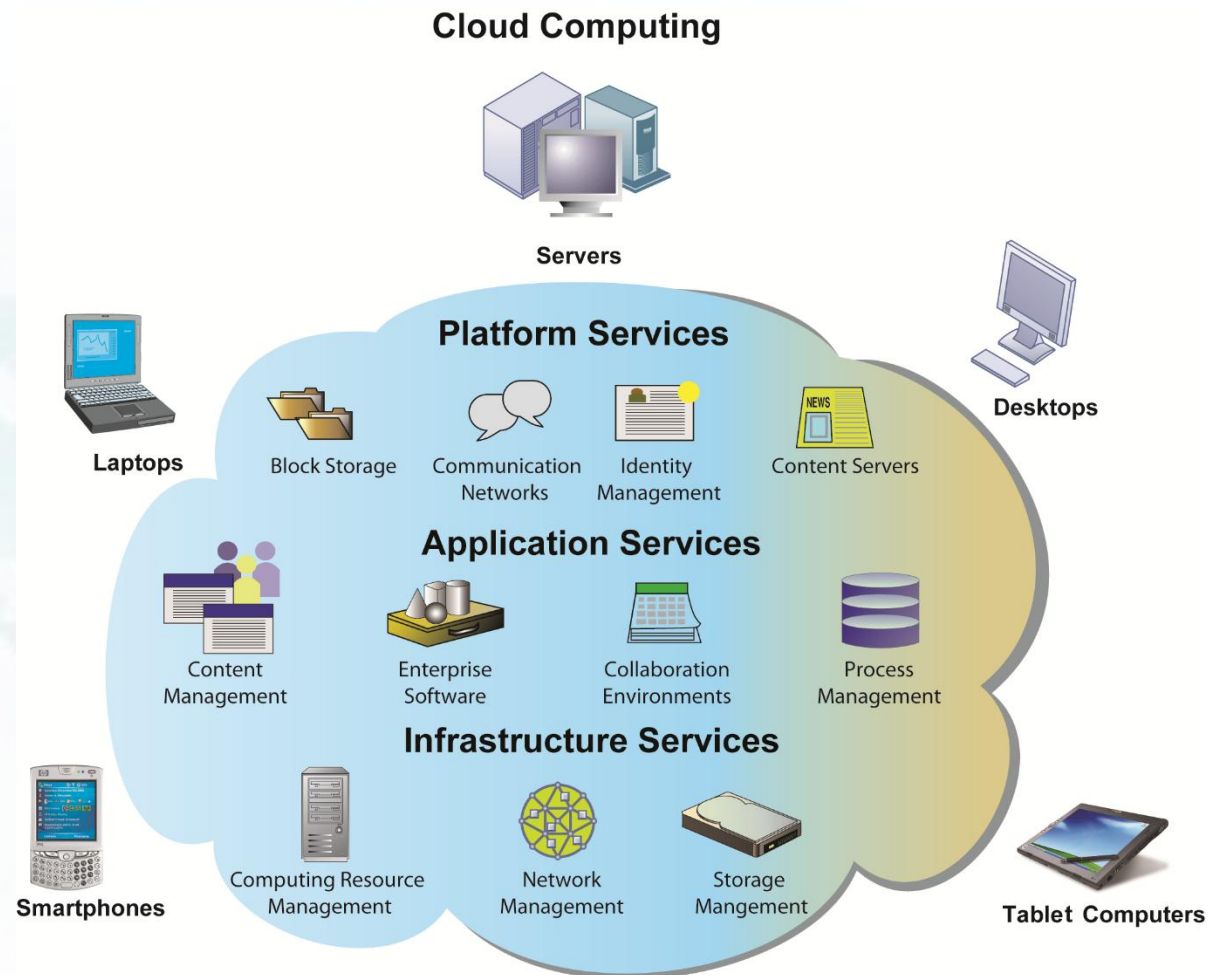 Cloud Computing
Servers
Platform Services
Laptops
Desktops
Block Storage
Communication
Networks
Identity
Management
NEWS
Content Servers
Application Services
Content
Management
Enterprise
Software
Collaboration
Environments
Process
Management
Infrastructure Services
Smartphones
Computing Resource
Management
Network
Management
Storage
Mangement
Tablet Computers